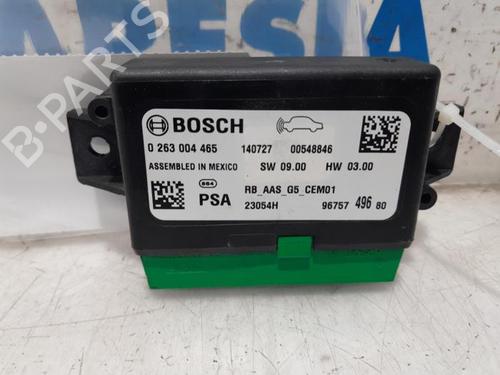 B-PARTS
BOSCH
0 263 004 465 140727 00548846
ASSEMBLED IN MEXICO SW 09.00 HW 03.00
864 RB_AAS_G5_CEM01
PSA 23054H 96757 496 80